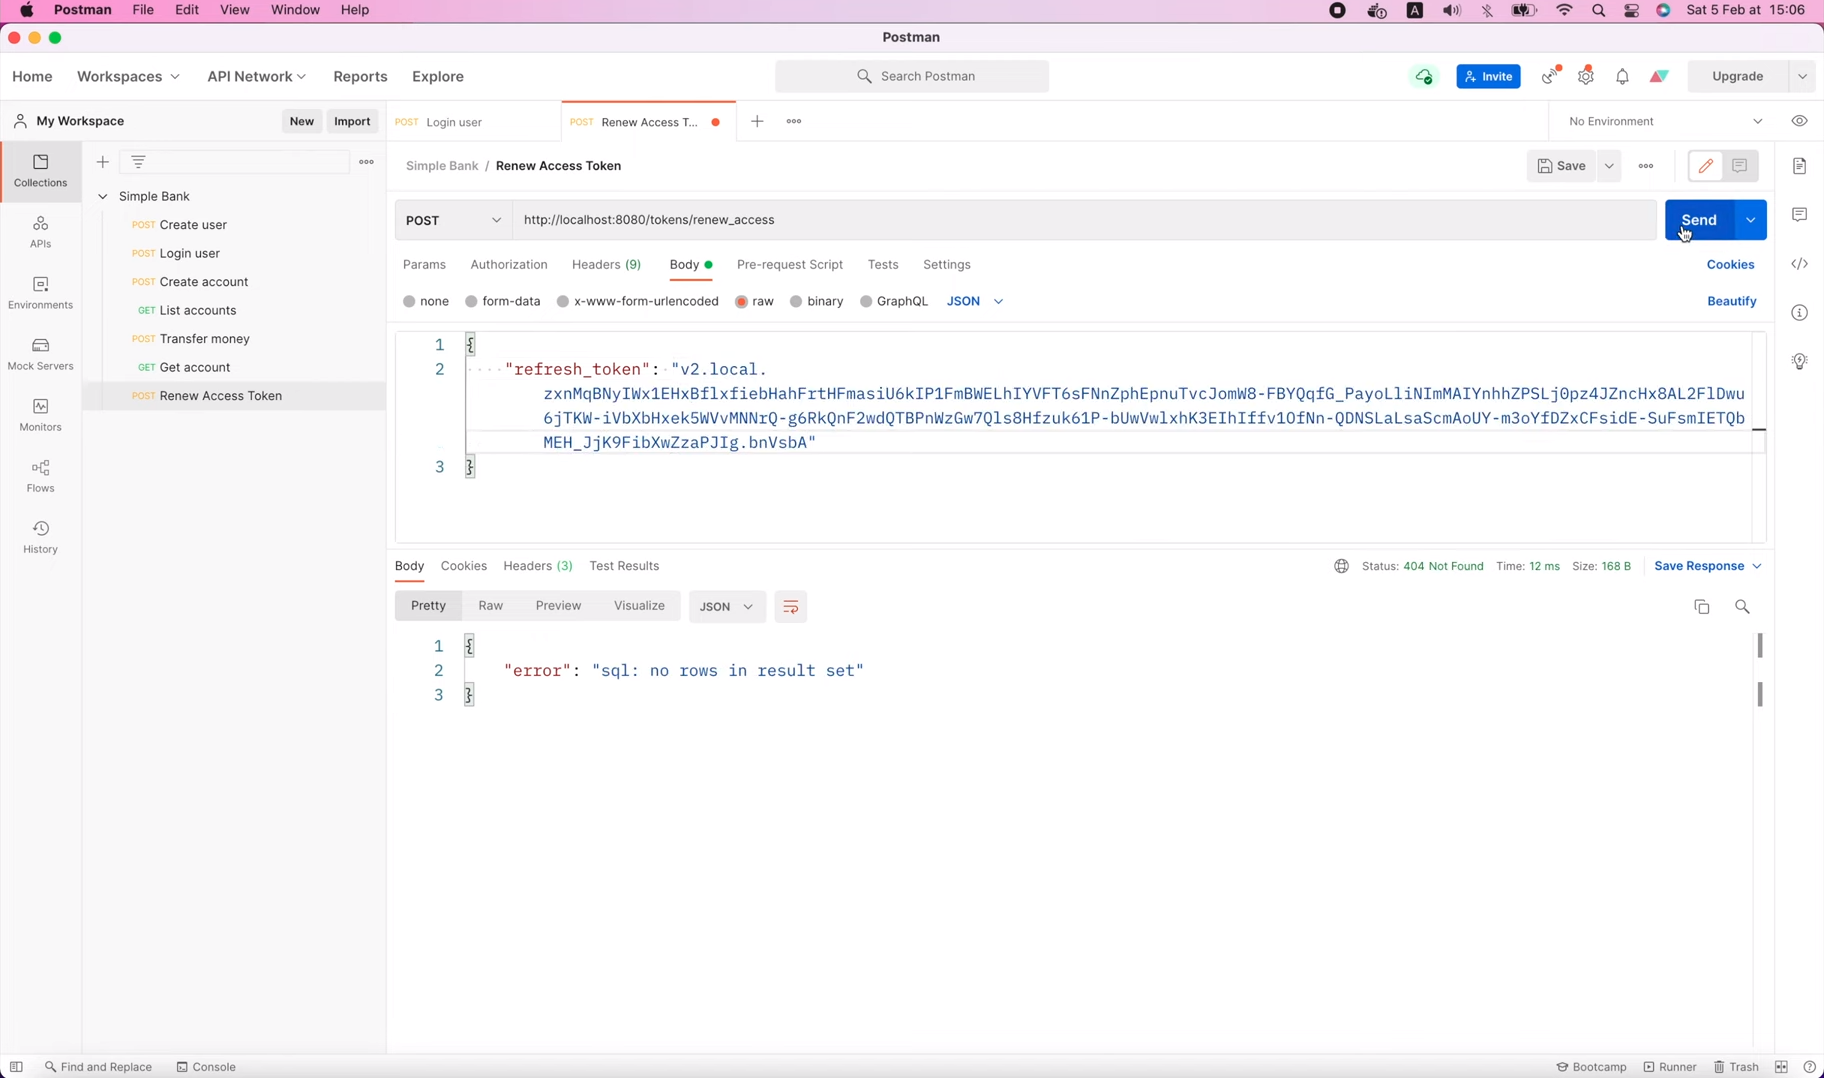 Postman File Edit View Window Help A Sat 5 Feb at 15:06
Postman
Home Workspaces API Network Reports Explore Search Postman Invite Upgrade
My Workspace New Import POST Login user POST Renew Access T... No Environment
Simple Bank / Renew Access Token Save
Collections
APIs
Environments
Mock Servers
Monitors
Flows
History
Simple Bank
POST Create user
POST Login user
POST Create account
GET List accounts
POST Transfer money
GET Get account
POST Renew Access Token
POST http://localhost:8080/tokens/renew_access Send
Params Authorization Headers (9) Body Pre-request Script Tests Settings Cookies
none form-data x-www-form-urlencoded raw binary GraphQL JSON Beautify
1 {
2 "refresh_token": "v2.local.
zxnMqBNyIWx1EHxBflxfiebHahFrtHFmasiU6kIP1FmBWELhIYVFT6sFNnZphEpnuTvcJomW8-FBYQqfG_PayoLliNImMAIYnhhZPSLj0pz4JZncHx8AL2FlDwu
6jTKW-iVbXbHxek5WVvMNNrQ-g6RkQnF2wdQTBPnWzGw7Qls8Hfzuk61P-bUwVwlxhK3EIhIffv1OfNn-QDNSLaLsaScmAoUY-m3oYfDZxCFsidE-SuFsmIETQb
MEH_JjK9FibXwZzaPJIg.bnVsbA"
3 }
Body Cookies Headers (3) Test Results Status: 404 Not Found Time: 12 ms Size: 168 B Save Response
Pretty Raw Preview Visualize JSON
1 {
2 "error": "sql: no rows in result set"
3 }
Find and Replace Console Bootcamp Runner Trash